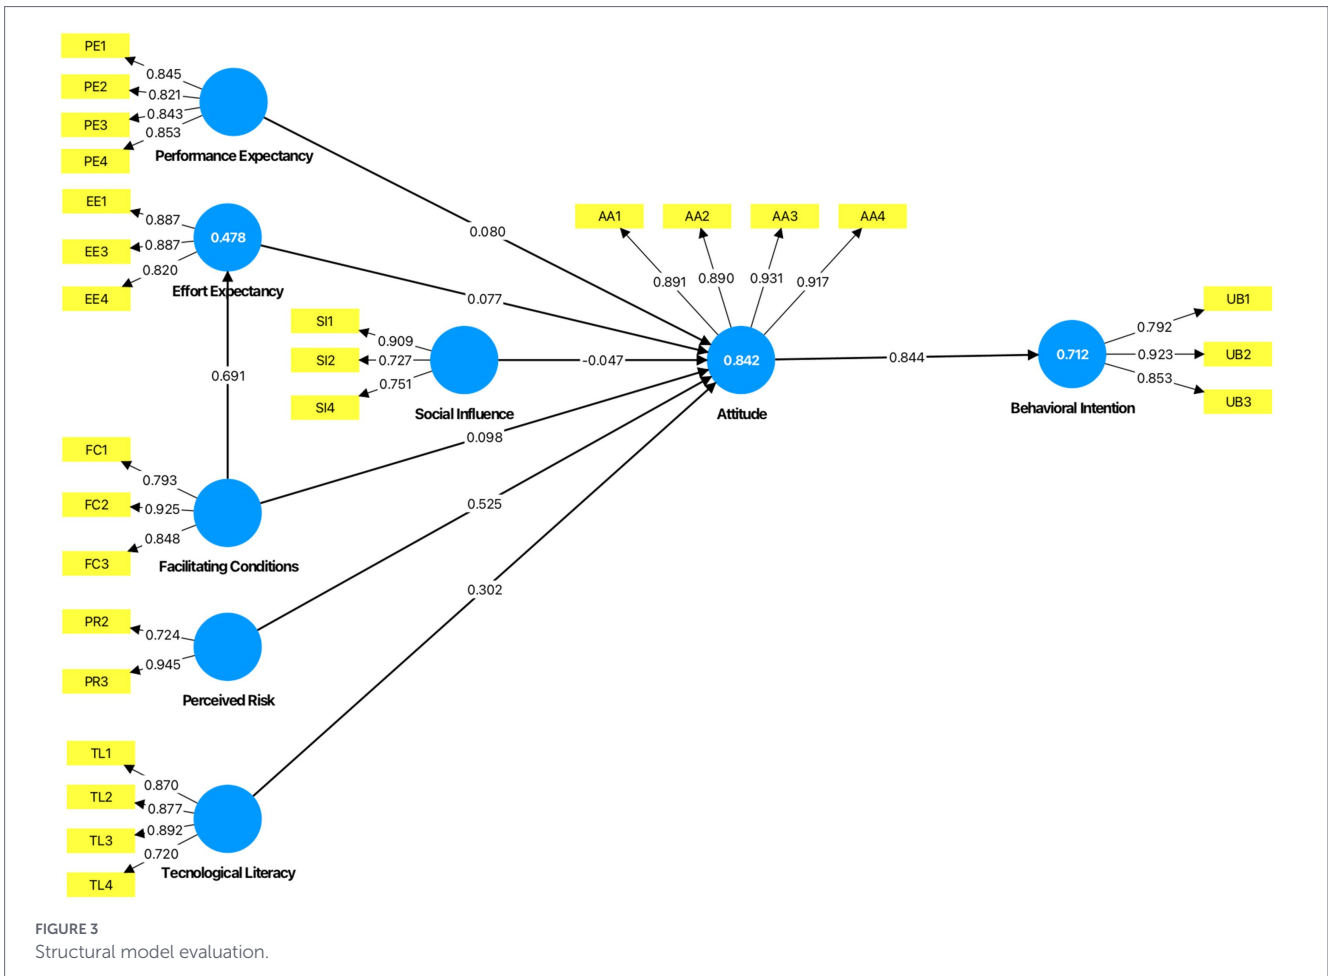 PE1
0.845
PE2
0.821
PE3
0.843
0.853
PE4
Performance Expectancy
EE1
0.887
0.478
EE3
0.887
0.820
EE4
Effort Expectancy
0.691
0.080
0.077
SI1
0.909
SI2
0.727
0.751
SI4
Social Influence
-0.047
AA1
AA2
AA3
AA4
0.891
0.890
0.931
0.917
0.842
Attitude
0.844
0.712
Behavioral Intention
UB1
0.792
0.923
UB2
0.853
UB3
FC1
0.793
FC2
0.925
0.848
FC3
Facilitating Conditions
0.098
PR2
0.724
0.945
PR3
Perceived Risk
0.525
TL1
0.870
TL2
0.877
0.892
TL3
0.720
TL4
Tecnological Literacy
0.302
FIGURE 3
Structural model evaluation.